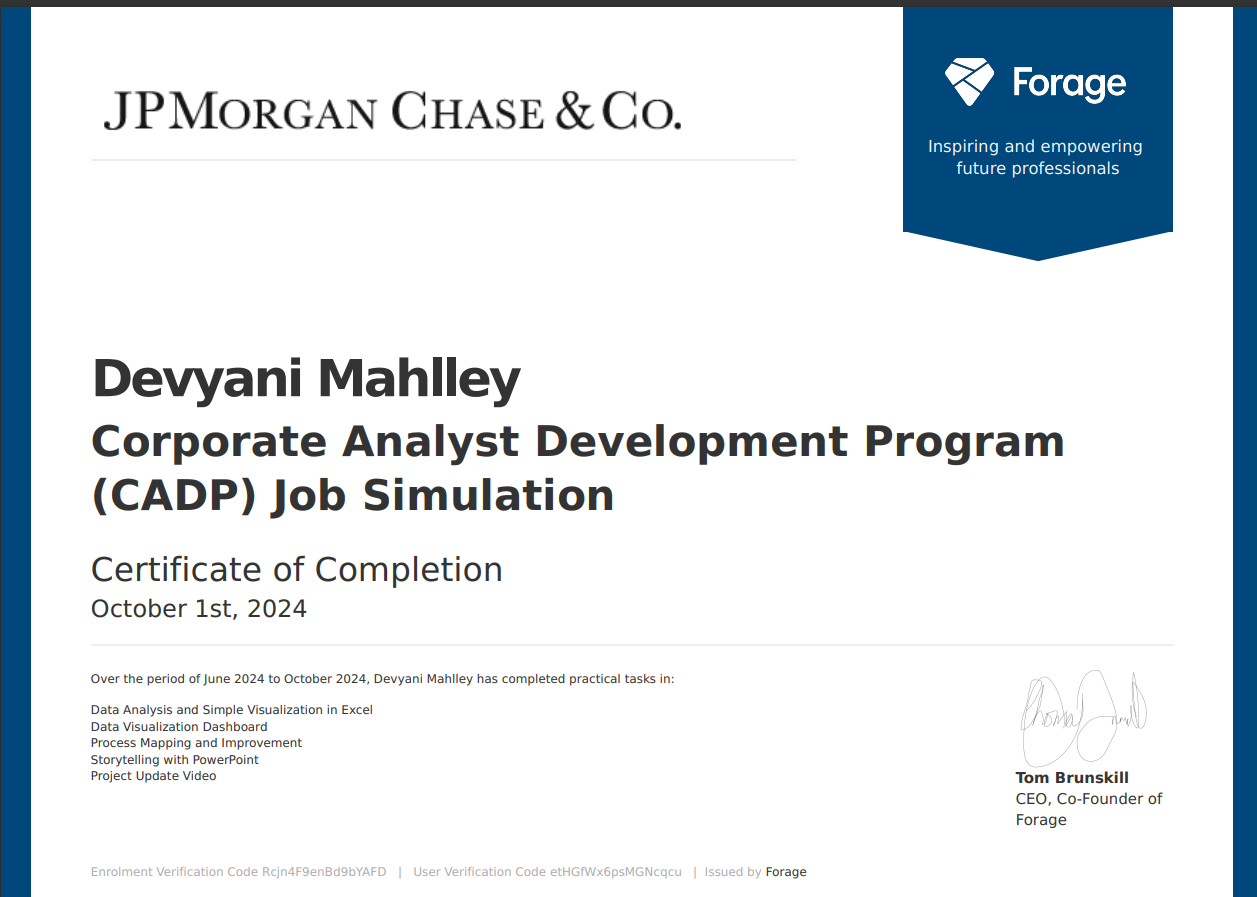 JPMORGAN CHASE & CO.
Forage
Inspiring and empowering
future professionals
Devyani Mahlley
Corporate Analyst Development Program
(CADP) Job Simulation
Certificate of Completion
October 1st, 2024
Over the period of June 2024 to October 2024, Devyani Mahlley has completed practical tasks in:
Data Analysis and Simple Visualization in Excel
Data Visualization Dashboard
Process Mapping and Improvement
Storytelling with PowerPoint
Project Update Video
Tom Brunskill
CEO, Co-Founder of
Forage
Enrolment Verification Code Rcjn4F9enBd9bYAFD | User Verification Code etHGfWx6psMGNcqcu | Issued by Forage